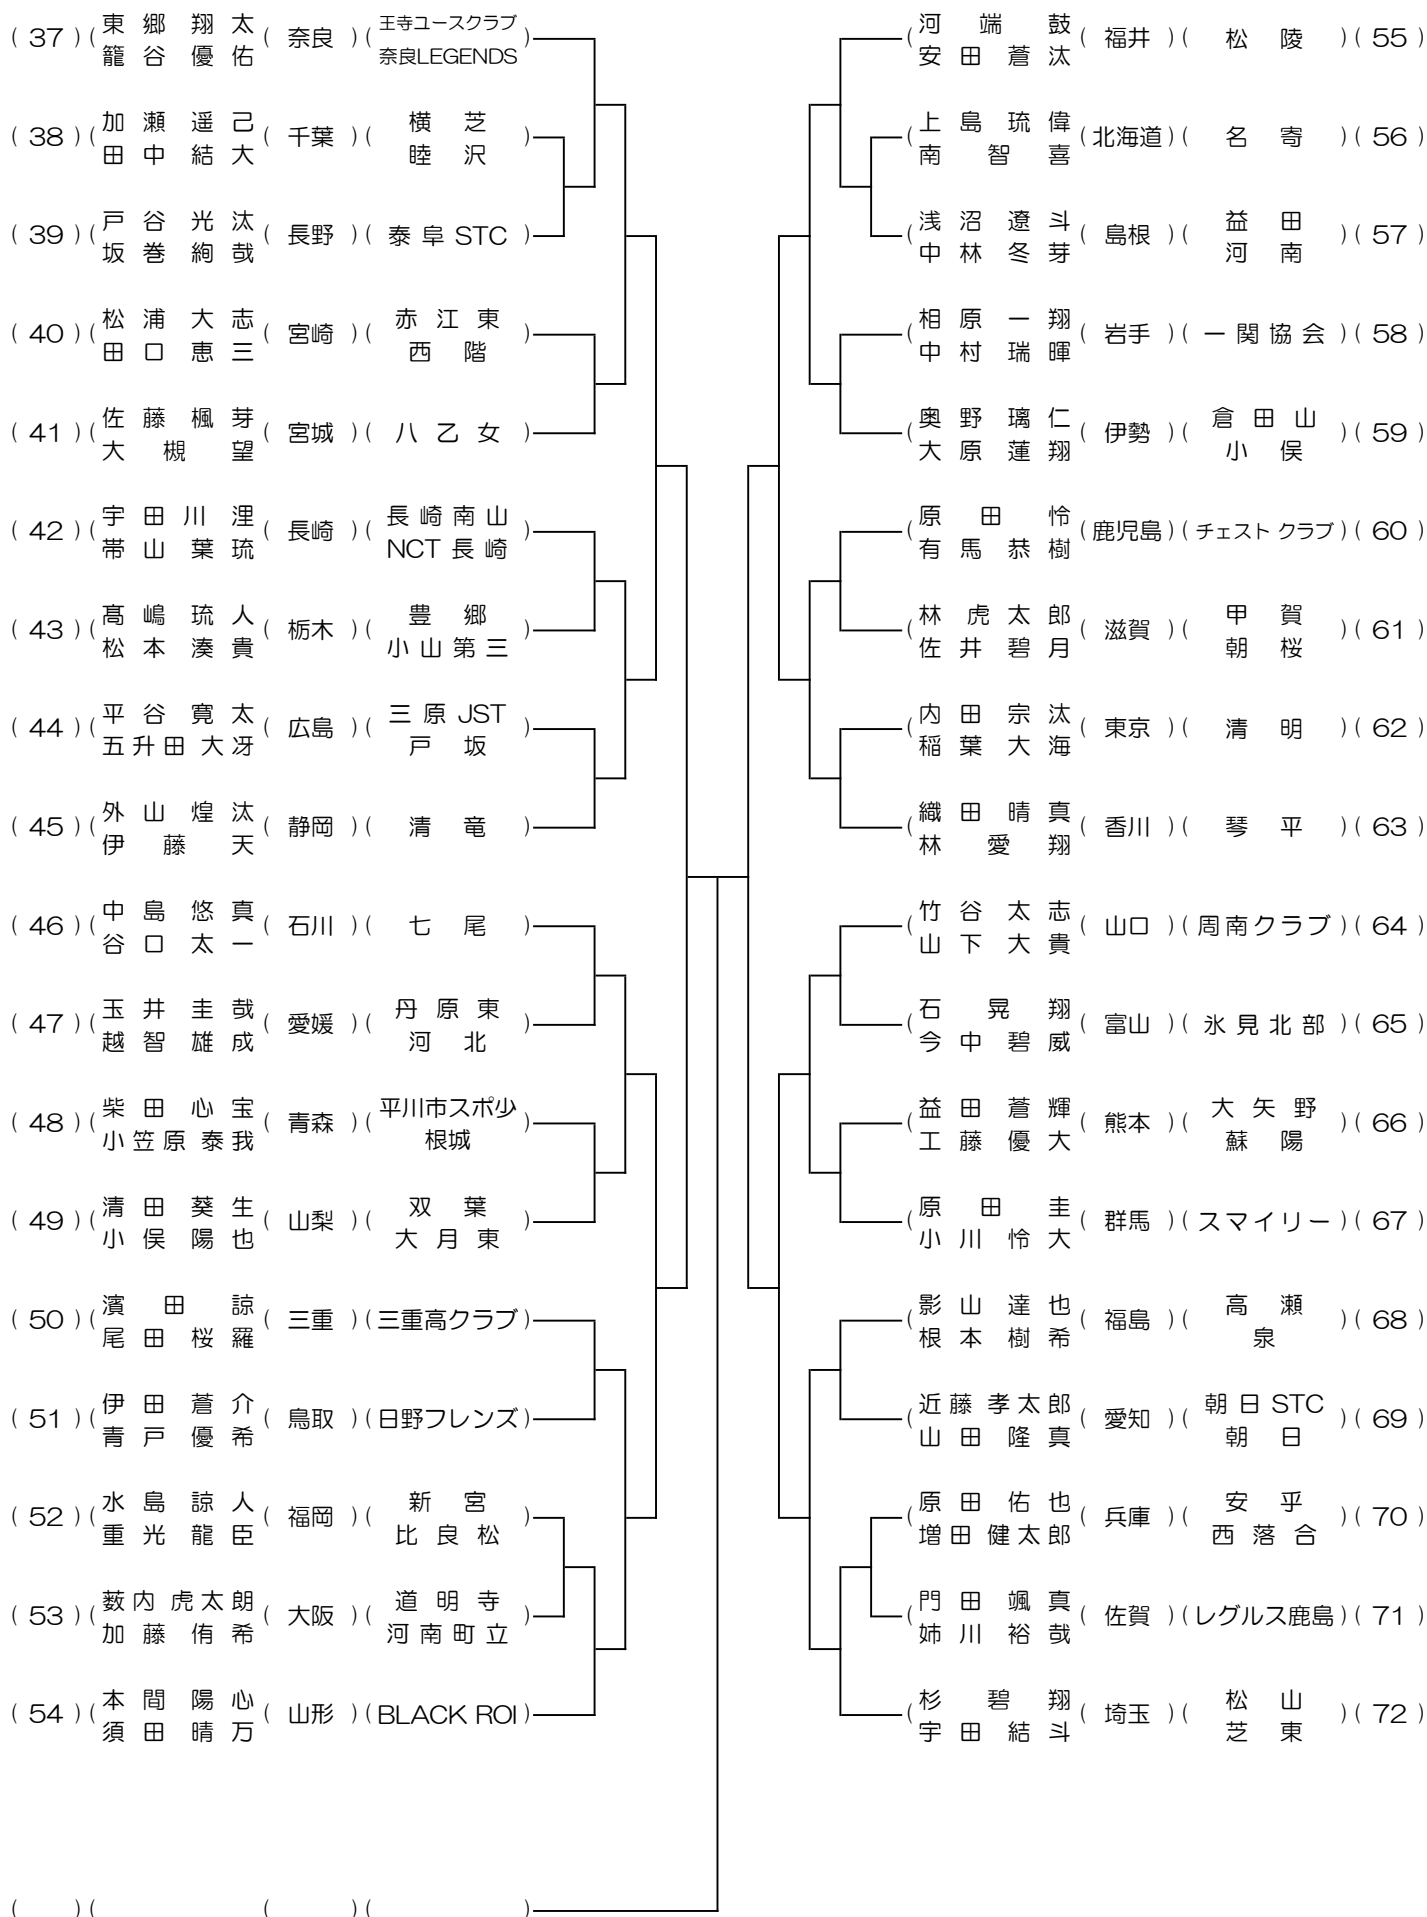 ( 37 ) ( 東郷翔太 ( 奈良 ) ( 王寺ユースクラブ )
籠谷優佑 奈良LEGENDS
( 38 ) ( 加瀬遥己 ( 千葉 ) ( 横芝 )
田中結大 睦沢
( 39 ) ( 戸谷光汰 ( 長野 ) ( 泰阜 STC )
坂巻絢哉
( 40 ) ( 松浦大志 ( 宮崎 ) ( 赤江東 )
田口恵三 西階
( 41 ) ( 佐藤楓芽 ( 宮城 ) ( 八乙女 )
大槻望
( 42 ) ( 宇田川浬 ( 長崎 ) ( 長崎南山 )
帯山葉琉 NCT 長崎
( 43 ) ( 髙嶋琉人 ( 栃木 ) ( 豊郷 )
松本湊貴 小山第三
( 44 ) ( 平谷寛太 ( 広島 ) ( 三原 JST )
五升田大冴 戸坂
( 45 ) ( 外山煌汰 ( 静岡 ) ( 清竜 )
伊藤天
( 46 ) ( 中島悠真 ( 石川 ) ( 七尾 )
谷口太一
( 47 ) ( 玉井圭哉 ( 愛媛 ) ( 丹原東 )
越智雄成 河北
( 48 ) ( 柴田心宝 ( 青森 ) ( 平川市スポ少 )
小笠原泰我 根城
( 49 ) ( 清田葵生 ( 山梨 ) ( 双葉 )
小俣陽也 大月東
( 50 ) ( 濱田諒 ( 三重 ) ( 三重高クラブ )
尾田桜羅
( 51 ) ( 伊田蒼介 ( 鳥取 ) ( 日野フレンズ )
青戸優希
( 52 ) ( 水島諒人 ( 福岡 ) ( 新宮 )
重光龍臣 比良松
( 53 ) ( 薮内虎太朗 ( 大阪 ) ( 道明寺 )
加藤侑希 河南町立
( 54 ) ( 本間陽心 ( 山形 ) ( BLACK ROI )
須田晴万
( ) ( ( ) ( )
( 河端鼓 ( 福井 ) ( 松陵 ) ( 55 )
安田蒼汰
( 上島琉偉 ( 北海道 ) ( 名寄 ) ( 56 )
南智喜
( 浅沼遼斗 ( 島根 ) ( 益田 ) ( 57 )
中林冬芽 河南
( 相原一翔 ( 岩手 ) ( 一関協会 ) ( 58 )
中村瑞暉
( 奥野璃仁 ( 伊勢 ) ( 倉田山 ) ( 59 )
大原蓮翔 小俣
( 原田怜 ( 鹿児島 ) ( チェスト クラブ ) ( 60 )
有馬恭樹
( 林虎太郎 ( 滋賀 ) ( 甲賀 ) ( 61 )
佐井碧月 朝桜
( 内田宗汰 ( 東京 ) ( 清明 ) ( 62 )
稲葉大海
( 織田晴真 ( 香川 ) ( 琴平 ) ( 63 )
林愛翔
( 竹谷太志 ( 山口 ) ( 周南クラブ ) ( 64 )
山下大貴
( 石晃翔 ( 富山 ) ( 氷見北部 ) ( 65 )
今中碧威
( 益田蒼輝 ( 熊本 ) ( 大矢野 ) ( 66 )
工藤優大 蘇陽
( 原田圭 ( 群馬 ) ( スマイリー ) ( 67 )
小川怜大
( 影山達也 ( 福島 ) ( 高瀬 ) ( 68 )
根本樹希 泉
( 近藤孝太郎 ( 愛知 ) ( 朝日 STC ) ( 69 )
山田隆真 朝日
( 原田佑也 ( 兵庫 ) ( 安乎 ) ( 70 )
増田健太郎 西落合
( 門田颯真 ( 佐賀 ) ( レグルス鹿島 ) ( 71 )
姉川裕哉
( 杉碧翔 ( 埼玉 ) ( 松山 ) ( 72 )
宇田結斗 芝東